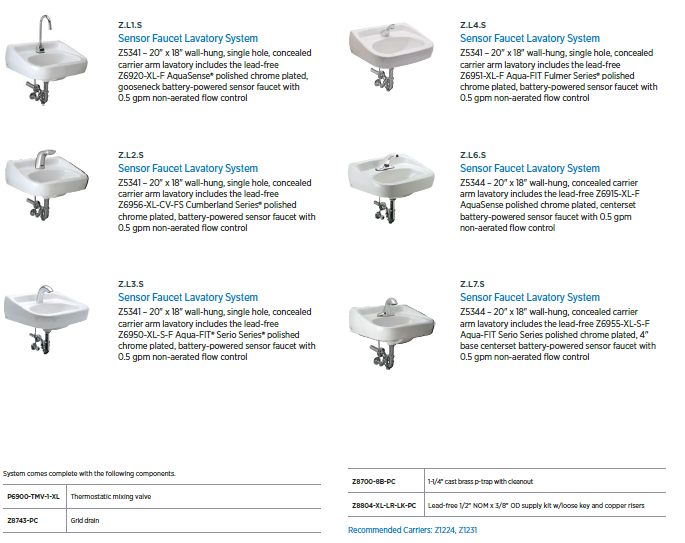 Z.L1.S
Sensor Faucet Lavatory System
Z5341 – 20" x 18" wall-hung, single hole, concealed
carrier arm lavatory includes the lead-free
Z6920-XL-F AquaSense® polished chrome plated,
gooseneck battery-powered sensor faucet with
0.5 gpm non-aerated flow control
Z.L2.S
Sensor Faucet Lavatory System
Z5341 – 20" x 18" wall-hung, single hole, concealed
carrier arm lavatory includes the lead-free
Z6956-XL-CV-FS Cumberland Series® polished
chrome plated, battery-powered sensor faucet with
0.5 gpm non-aerated flow control
Z.L3.S
Sensor Faucet Lavatory System
Z5341 – 20" x 18" wall-hung, single hole, concealed
carrier arm lavatory includes the lead-free
Z6950-XL-S-F Aqua-FIT® Serio Series® polished
chrome plated, battery-powered sensor faucet with
0.5 gpm non-aerated flow control
Z.L4.S
Sensor Faucet Lavatory System
Z5341 – 20" x 18" wall-hung, single hole, concealed
carrier arm lavatory includes the lead-free
Z6951-XL-F Aqua-FIT Fulmer Series® polished
chrome plated, battery-powered sensor faucet with
0.5 gpm non-aerated flow control
Z.L6.S
Sensor Faucet Lavatory System
Z5344 – 20" x 18" wall-hung, concealed carrier
arm lavatory includes the lead-free Z6915-XL-F
AquaSense polished chrome plated, centerset
battery-powered sensor faucet with 0.5 gpm
non-aerated flow control
Z.L7.S
Sensor Faucet Lavatory System
Z5344 – 20" x 18" wall-hung, concealed carrier
arm lavatory includes the lead-free Z6955-XL-S-F
Aqua-FIT Serio Series polished chrome plated, 4"
base centerset battery-powered sensor faucet with
0.5 gpm non-aerated flow control
System comes complete with the following components.
P6900-TMV-1-XL Thermostatic mixing valve
Z8743-PC Grid drain
Z8700-8B-PC 1-1/4" cast brass p-trap with cleanout
Z8804-XL-LR-LK-PC Lead-free 1/2" NOM x 3/8" OD supply kit w/loose key and copper risers
Recommended Carriers: Z1224, Z1231